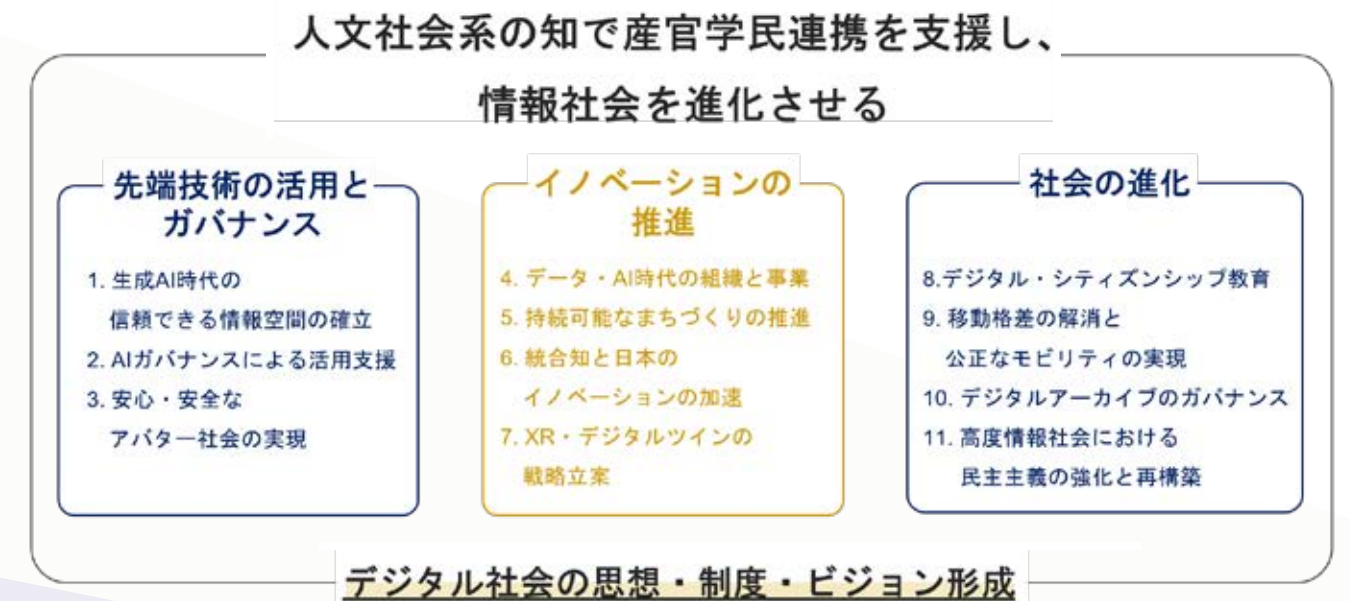 人文社会系の知で産官学民連携を支援し、
情報社会を進化させる
先端技術の活用と
ガバナンス
1. 生成AI時代の
信頼できる情報空間の確立
2. AIガバナンスによる活用支援
3. 安心・安全な
アバター社会の実現
イノベーションの
推進
4. データ・AI時代の組織と事業
5. 持続可能なまちづくりの推進
6. 統合知と日本の
イノベーションの加速
7. XR・デジタルツインの
戦略立案
社会の進化
8.デジタル・シティズンシップ教育
9. 移動格差の解消と
公正なモビリティの実現
10. デジタルアーカイブのガバナンス
11. 高度情報社会における
民主主義の強化と再構築
デジタル社会の思想・制度・ビジョン形成